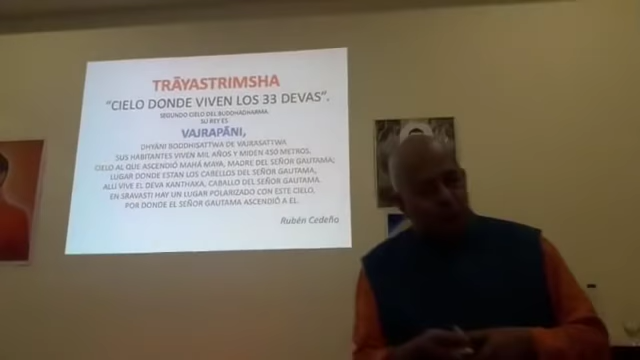 TRĀYASTRIMSHA
“CIELO DONDE VIVEN LOS 33 DEVAS”.
SEGUNDO CIELO DEL BUDDHADHARMA.
SU REY ES
VAJRAPĀNI,
DHYĀNI BODDHISATTWA DE VAJRASATTWA
SUS HABITANTES VIVEN MIL AÑOS Y MIDEN 450 METROS.
CIELO AL QUE ASCENDIÓ MAHĀ MAYA, MADRE DEL SEÑOR GAUTAMA;
LUGAR DONDE ESTAN LOS CABELLOS DEL SEÑOR GAUTAMA,
ALLI VIVE EL DEVA KANTHAKA, CABALLO DEL SEÑOR GAUTAMA.
EN SRAVASTI HAY UN LUGAR POLARIZADO CON ESTE CIELO,
POR DONDE EL SEÑOR GAUTAMA ASCENDIÓ A EL.
Rubén Cedeño